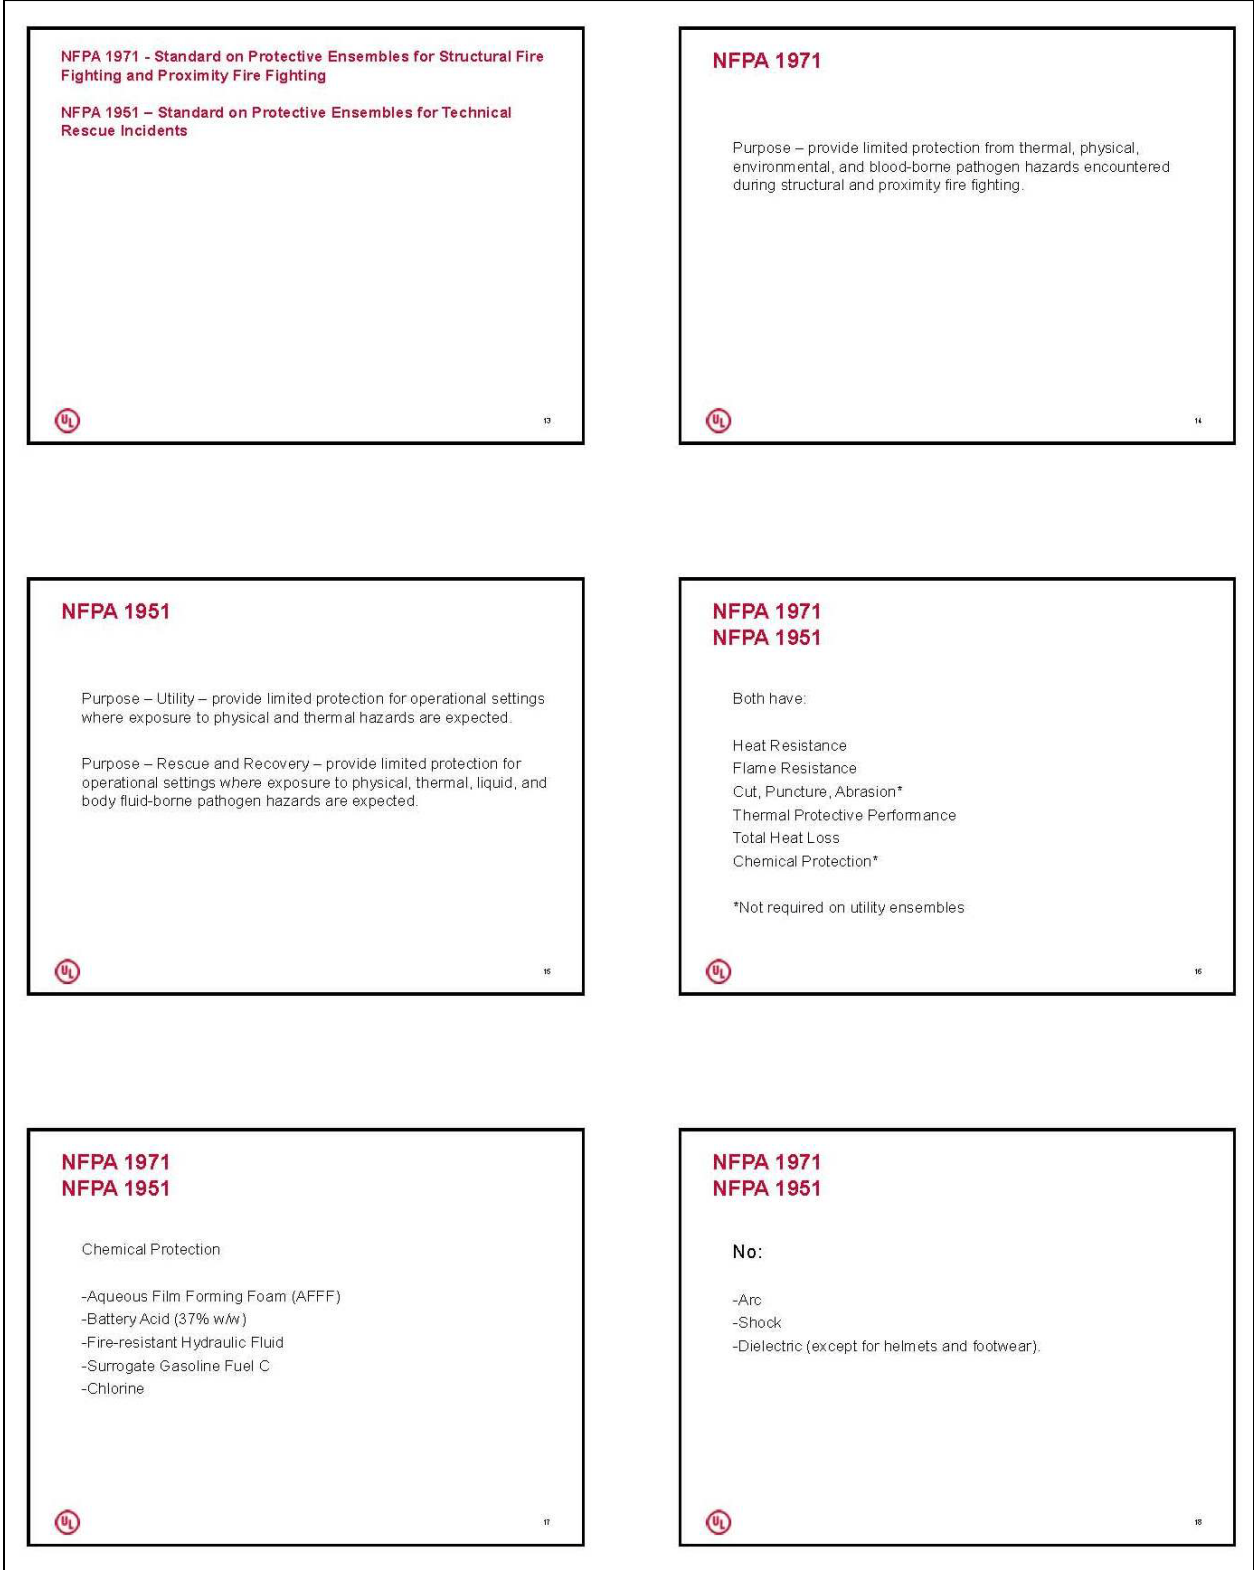 NFPA 1971 - Standard on Protective Ensembles for Structural Fire
Fighting and Proximity Fire Fighting
NFPA 1951 – Standard on Protective Ensembles for Technical
Rescue Incidents
UL
13
NFPA 1971
Purpose – provide limited protection from thermal, physical,
environmental, and blood-borne pathogen hazards encountered
during structural and proximity fire fighting.
UL
14
NFPA 1951
Purpose – Utility – provide limited protection for operational settings
where exposure to physical and thermal hazards are expected.
Purpose – Rescue and Recovery – provide limited protection for
operational settings where exposure to physical, thermal, liquid, and
body fluid-borne pathogen hazards are expected.
UL
15
NFPA 1971
NFPA 1951
Both have:
Heat Resistance
Flame Resistance
Cut, Puncture, Abrasion*
Thermal Protective Performance
Total Heat Loss
Chemical Protection*
*Not required on utility ensembles
UL
16
NFPA 1971
NFPA 1951
Chemical Protection
-Aqueous Film Forming Foam (AFFF)
-Battery Acid (37% w/w)
-Fire-resistant Hydraulic Fluid
-Surrogate Gasoline Fuel C
-Chlorine
UL
17
NFPA 1971
NFPA 1951
No:
-Arc
-Shock
-Dielectric (except for helmets and footwear).
UL
18